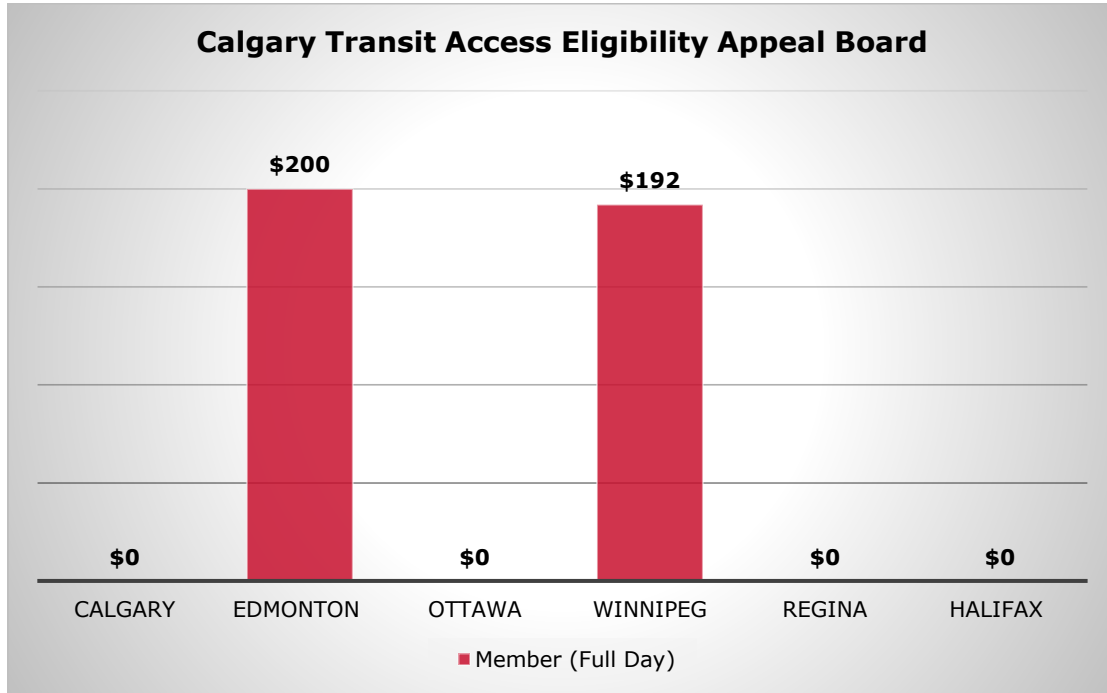 Calgary Transit Access Eligibility Appeal Board
$200
$192
$0
$0
$0
$0
CALGARY
EDMONTON
OTTAWA
WINNIPEG
REGINA
HALIFAX
Member (Full Day)